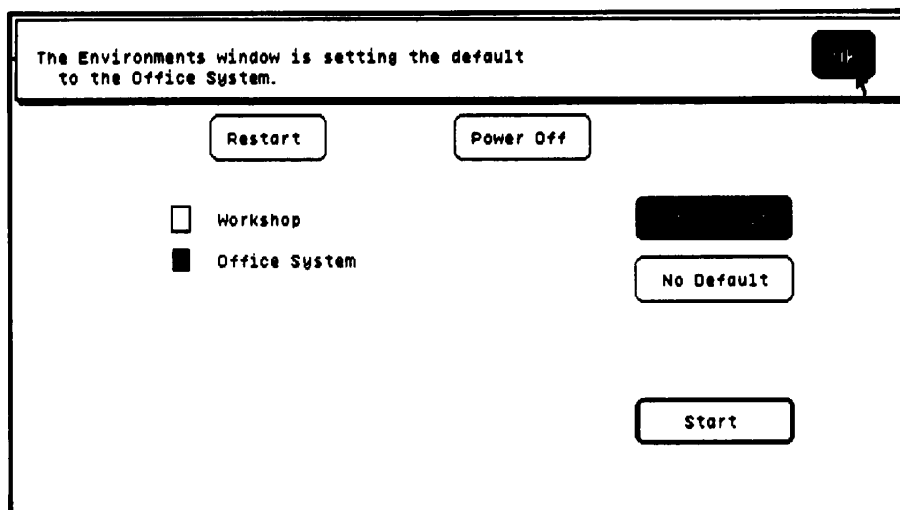 The Environments window is setting the default
to the Office System.
Restart
Power Off
Workshop
Office System
No Default
Start